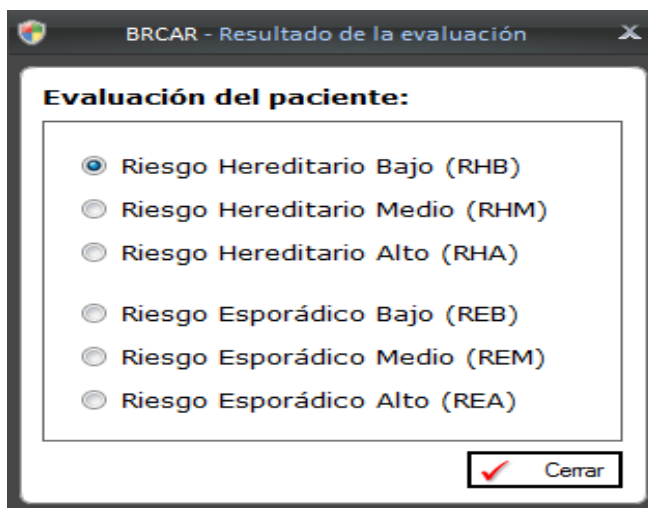 BRCAR - Resultado de la evaluación
Evaluación del paciente:
Riesgo Hereditario Bajo (RHB)
Riesgo Hereditario Medio (RHM)
Riesgo Hereditario Alto (RHA)
Riesgo Esporádico Bajo (REB)
Riesgo Esporádico Medio (REM)
Riesgo Esporádico Alto (REA)
Cerrar